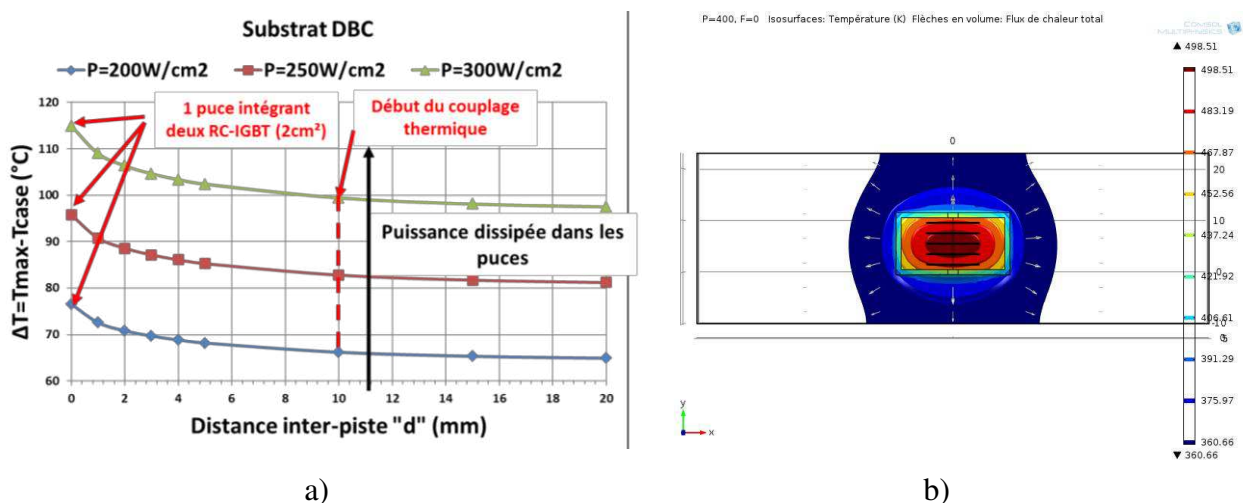 Substrat DBC
P=200W/cm2 P=250W/cm2 P=300W/cm2
1 puce intégrant
deux RC-IGBT (2cm²)
Début du couplage
thermique
Puissance dissipée dans les
puces
ΔT=Tmax-Tcase (°C)
120
110
100
90
80
70
60
0 2 4 6 8 10 12 14 16 18 20
Distance inter-piste "d" (mm)
a)
P=400, F=0 Isosurfaces: Température (K) Flèches en volume: Flux de chaleur total
COMSOL
MULTIPHYSICS
▲ 498.51
498.51
483.19
467.87
452.56
437.24
421.92
406.61
391.29
375.97
360.66
▼ 360.66
0
20
10
0
-10
y
x
b)